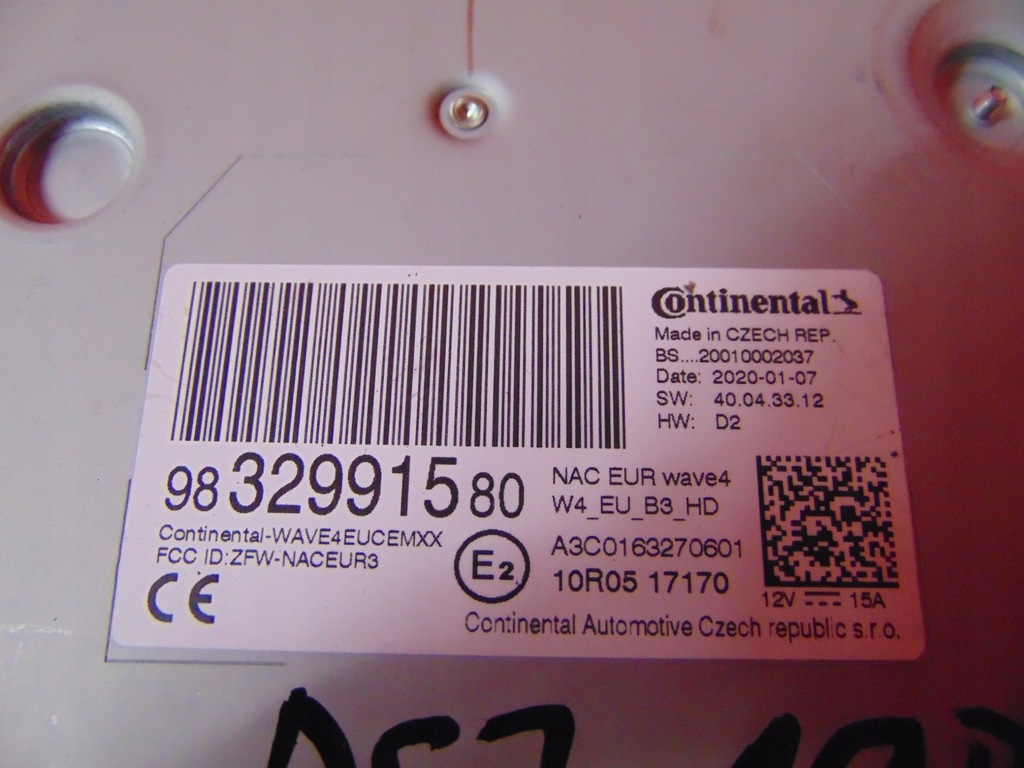 Continental
Made in CZECH REP.
BS....20010002037
Date: 2020-01-07
SW: 40.04.33.12
HW: D2
98 329915 80
NAC EUR wave4
W4_EU_B3_HD
Continental-WAVE4EUCEMXX
FCC ID:ZFW-NACEUR3
CE
E2
A3C0163270601
10R05 17170
12V 15A
Continental Automotive Czech republic s.r.o.